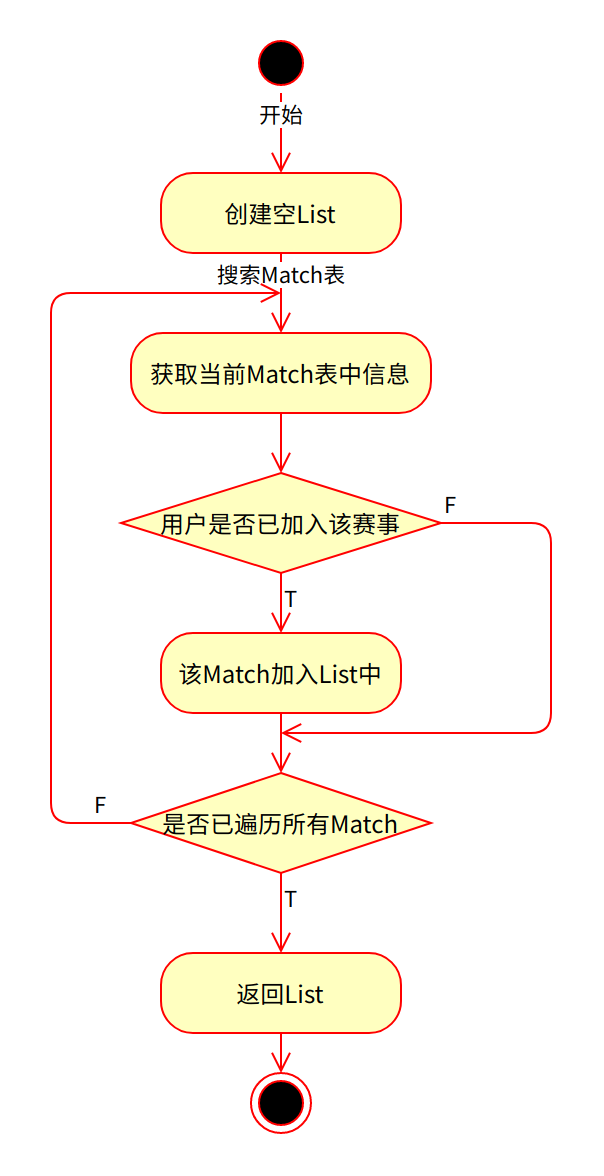 开始
创建空List
搜索Match表
获取当前Match表中信息
用户是否已加入该赛事
F
T
该Match加入List中
F
是否已遍历所有Match
T
返回List